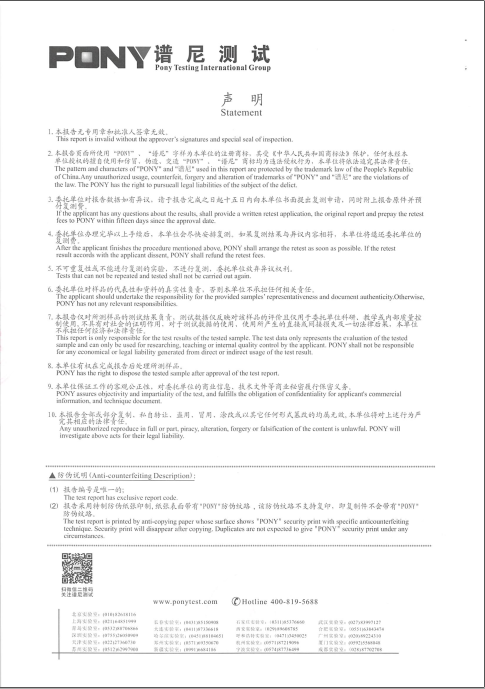 PONY 谱尼测试
Pony Testing International Group
声 明
Statement
1. 本报告无专用章和批准人签章无效。
This report is invalid without the approver's signatures and special seal of inspection.
2. 本报告页面所使用 "PONY" 、 "谱尼" 字样为本单位的注册商标，其受《中华人民共和国商标法》保护，任何未经本
单位授权的擅自使用和仿冒、伪造、变造 "PONY" 、 "谱尼" 商标均为违法侵权行为，本单位将依法追究其法律责任。
The pattern and characters of "PONY" and "谱尼" used in this report are protected by the trademark law of the People's Republic
of China.Any unauthorized usage, counterfeit, forgery and alteration of trademarks of "PONY" and "谱尼" are the violations of
the law. The PONY has the right to pursueall legal liabilities of the subject of the delict.
3. 委托单位对报告数据如有异议，请于报告完成之日起十五日内向本单位书面提出复测申请，同时附上报告原件并预
付复测费。
If the applicant has any questions about the results, shall provide a written retest application, the original report and prepay the retest
fees to PONY within fifteen days since the approval date.
4. 委托单位办理完毕以上手续后，本单位会尽快安排复测。如果复测结果与异议内容相符，本单位将退还委托单位的
复测费。
After the applicant finishes the procedure mentioned above, PONY shall arrange the retest as soon as possible. If the retest
result accords with the applicant dissent, PONY shall refund the retest fees.
5. 不可重复性或不能进行复测的实验，不进行复测，委托单位放弃异议权利。
Tests that can not be repeated and tested shall not be carried out again.
6. 委托单位对样品的代表性和资料的真实性负责，否则本单位不承担任何相关责任。
The applicant should undertake the responsibility for the provided samples' representativeness and document authenticity.Otherwise,
PONY has not any relevant responsibilities.
7. 本报告仅对所测样品的测试结果负责，测试数据仅反映对该样品的评价且仅用于委托单位科研、教学或内部质量控
制使用，不具有对社会的证明作用，对于测试数据的使用、使用所产生的直接或间接损失及一切法律后果，本单位
不承担任何经济和法律责任。
This report is only responsible for the test results of the tested sample. The test data only represents the evaluation of the tested
sample and can only be used for researching, teaching or internal quality control by the applicant. PONY shall not be responsible
for any economical or legal liability generated from direct or indirect usage of the test result.
8. 本单位有权在完成报告后处理所测样品。
PONY has the right to dispose the tested sample after approval of the test report.
9. 本单位保证工作的客观公正性，对委托单位的商业信息、技术文件等商业秘密履行保密义务。
PONY assures objectivity and impartiality of the test, and fulfills the obligation of confidentiality for applicant's commercial
information, and technique document.
10. 本报告全部或部分复制，私自转让、盗用、冒用、涂改或以其它任何形式篡改的均属无效，本单位将对上述行为严
究其相应的法律责任。
Any unauthorized reproduce in full or part, piracy, alteration, forgery or falsification of the content is unlawful. PONY will
investigate above acts for their legal liability.
▲防伪说明(Anti-counterfeiting Description):
(1) 报告编号是唯一的;
The test report has exclusive report code.
(2) 报告采用特制防伪纸张印制，纸张表面带有"PONY"防伪纹路，该防伪纹路不支持复印，即复制件不会带有"PONY"
防伪纹路。
The test report is printed by anti-copying paper whose surface shows "PONY" security print with specific anticounterfeiting
technique. Security print will disappear after copying. Duplicates are not expected to give "PONY" security print under any
circumstances.
扫描微二维码
关注谱尼测试
www.ponytest.com ✆Hotline 400-819-5688